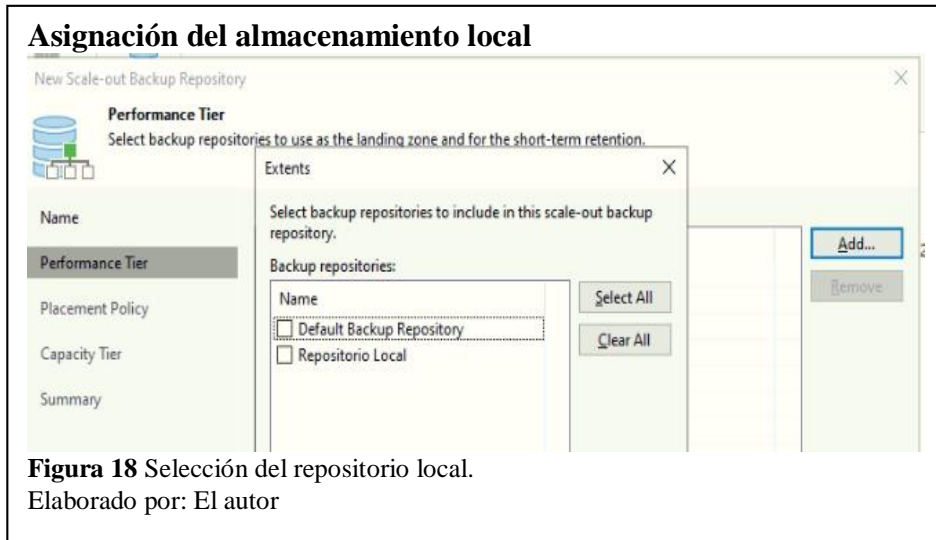 Asignación del almacenamiento local
New Scale-out Backup Repository
Performance Tier
Select backup repositories to use as the landing zone and for the short-term retention.
Extents
Name
Performance Tier
Placement Policy
Capacity Tier
Summary
Select backup repositories to include in this scale-out backup
repository.
Backup repositories:
Name
Default Backup Repository
Repositorio Local
Select All
Clear All
Add...
Remove
Figura 18 Selección del repositorio local.
Elaborado por: El autor